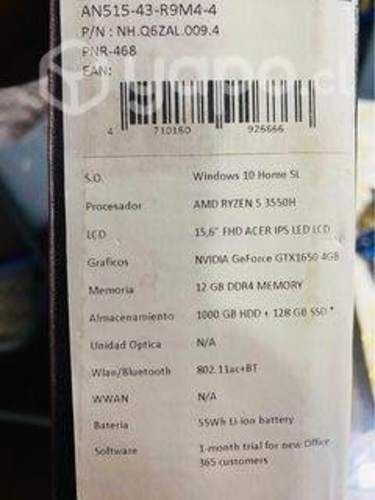 AN515-43-R9M4-4
P/N : NH.Q6ZAL.009.4
PNR-468
EAN:
yapo.cl
4 710180 926666
S.O. Windows 10 Home SL
Procesador AMD RYZEN 5 3550H
LCD 15,6" FHD ACER IPS LED LCD
Graficos NVIDIA GeForce GTX1650 4GB
Memoria 12 GB DDR4 MEMORY
Almacenamiento 1000 GB HDD + 128 GB SSD *
Unidad Optica N/A
Wlan/Bluetooth 802.11ac+BT
WWAN N/A
Bateria 55Wh Li-ion battery
Software 1-month trial for new Office
365 customers